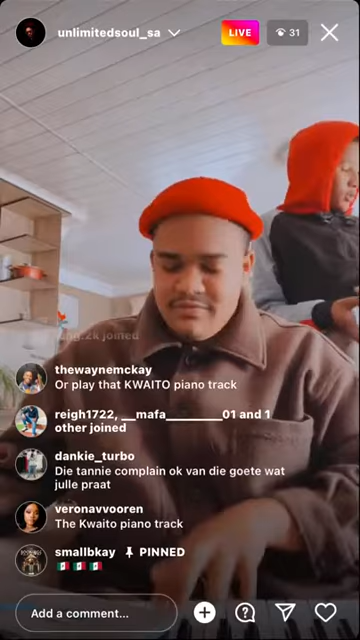 unlimitedsoul_sa
LIVE
31
thewaynemckay
Or play that KWAITO piano track
reigh1722, __mafa_________01 and 1
other joined
dankie_turbo
Die tannie complain ok van die goete wat
julle praat
veronavvooren
The Kwaito piano track
smallbkay PINNED
Add a comment...